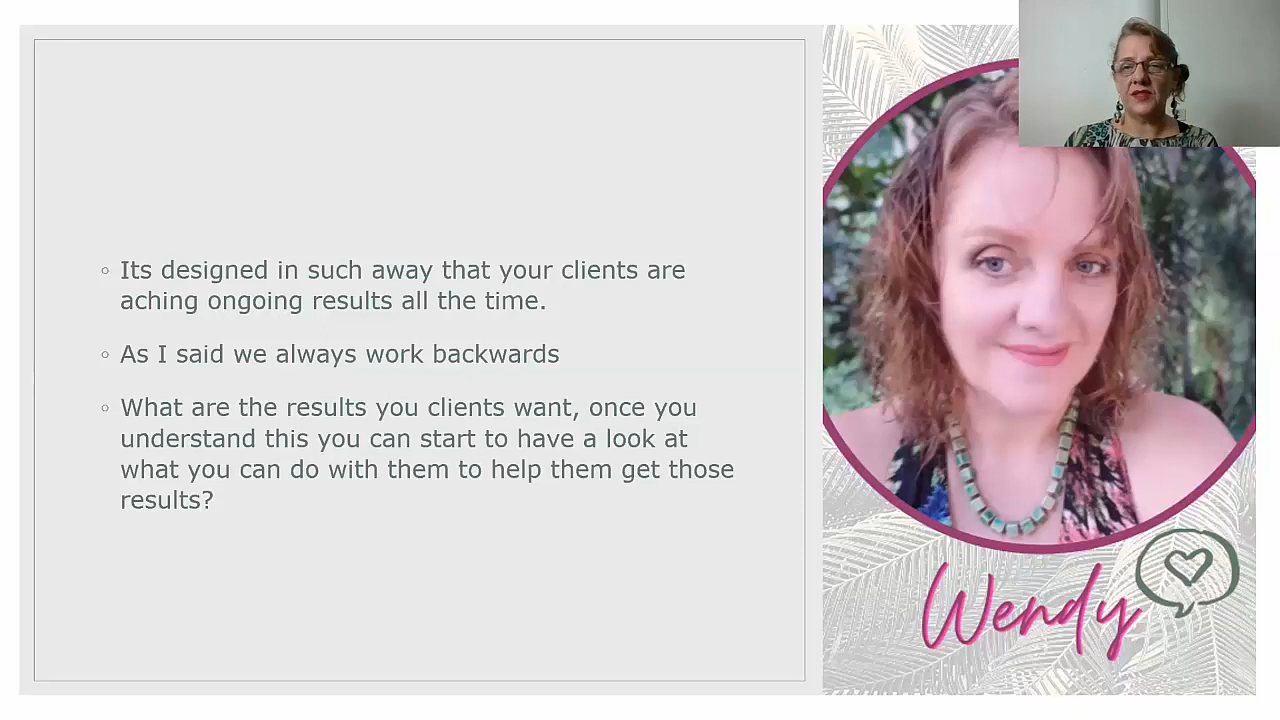 Its designed in such away that your clients are
aching ongoing results all the time.
As I said we always work backwards
What are the results you clients want, once you
understand this you can start to have a look at
what you can do with them to help them get those
results?
Wendy